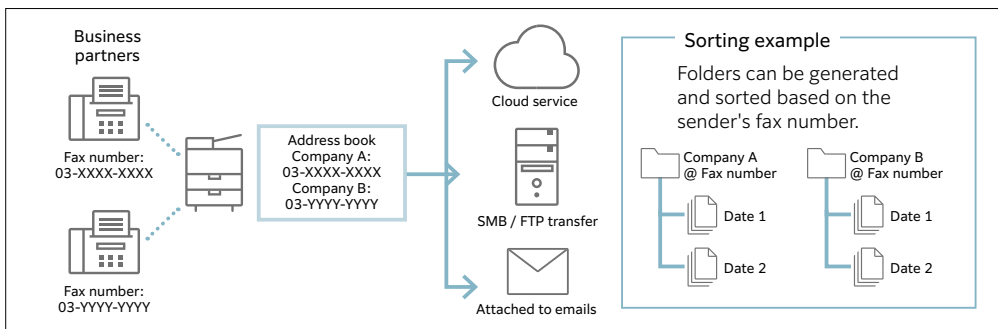 Business
partners
Fax number:
03-XXXX-XXXX
Fax number:
03-YYYY-YYYY
Address book
Company A:
03-XXXX-XXXX
Company B:
03-YYYY-YYYY
Cloud service
SMB / FTP transfer
Attached to emails
Sorting example
Folders can be generated
and sorted based on the
sender's fax number.
Company A
@ Fax number
Date 1
Date 2
Company B
@ Fax number
Date 1
Date 2